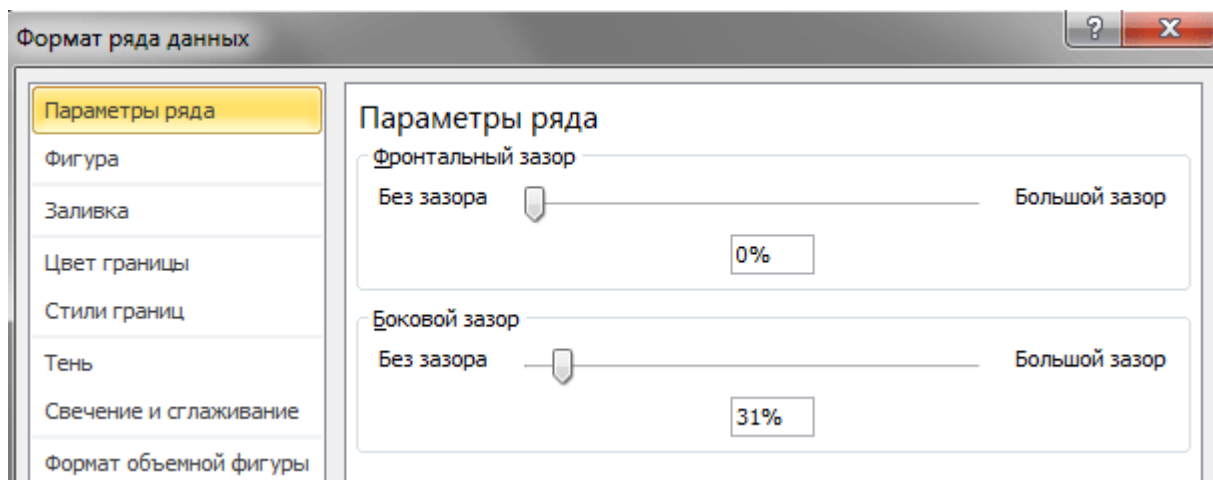 Формат ряда данных
Параметры ряда
Фигура
Заливка
Цвет границы
Стили границ
Тень
Свечение и сглаживание
Формат объемной фигуры
Параметры ряда
Фронтальный зазор
Без зазора Большой зазор
0%
Боковой зазор
Без зазора Большой зазор
31%